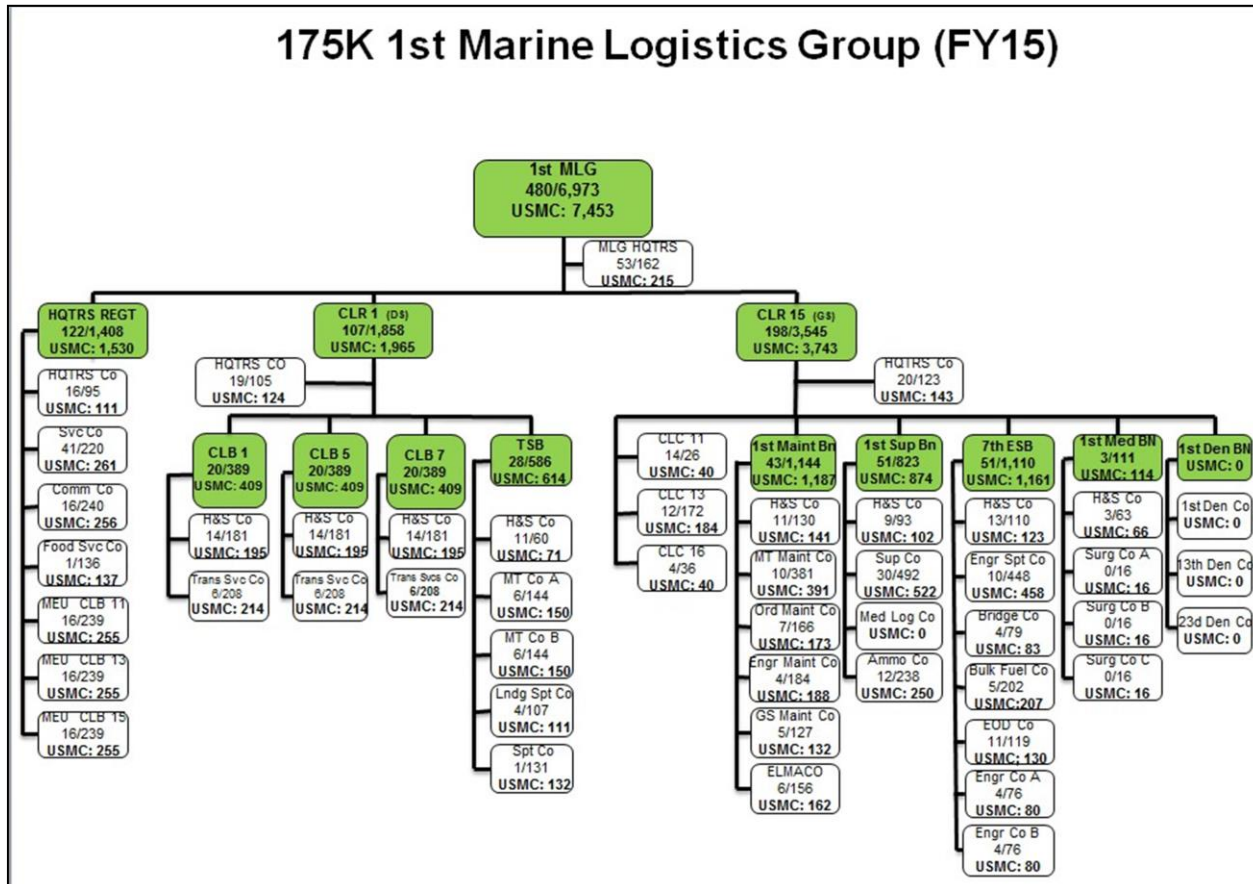 175K 1st Marine Logistics Group (FY15)
1st MLG
480/6,973
USMC: 7,453
MLG HQTRS
53/162
USMC: 215
HQTRS REGT
122/1,408
USMC: 1,530
HQTRS Co
16/95
USMC: 111
Svc Co
41/220
USMC: 261
Comm Co
16/240
USMC: 256
Food Svc Co
1/136
USMC: 137
MEU CLB 11
16/239
USMC: 255
MEU CLB 13
16/239
USMC: 255
MEU CLB 15
16/239
USMC: 255
CLR 1 (DS)
107/1,858
USMC: 1,965
HQTRS CO
19/105
USMC: 124
CLB 1
20/389
USMC: 409
H&S Co
14/181
USMC: 195
Trans Svc Co
6/208
USMC: 214
CLB 5
20/389
USMC: 409
H&S Co
14/181
USMC: 195
Trans Svc Co
6/208
USMC: 214
CLB 7
20/389
USMC: 409
H&S Co
14/181
USMC: 195
Trans Svcs Co
6/208
USMC: 214
TSB
28/586
USMC: 614
H&S Co
11/60
USMC: 71
MT Co A
6/144
USMC: 150
MT Co B
6/144
USMC: 150
Lndg Spt Co
4/107
USMC: 111
Spt Co
1/131
USMC: 132
CLR 15 (GS)
198/3,545
USMC: 3,743
HQTRS Co
20/123
USMC: 143
CLC 11
14/26
USMC: 40
CLC 13
12/172
USMC: 184
CLC 16
4/36
USMC: 40
1st Maint Bn
43/1,144
USMC: 1,187
H&S Co
11/130
USMC: 141
MT Maint Co
10/381
USMC: 391
Ord Maint Co
7/166
USMC: 173
Engr Maint Co
4/184
USMC: 188
GS Maint Co
5/127
USMC: 132
ELMACO
6/156
USMC: 162
1st Sup Bn
51/823
USMC: 874
H&S Co
9/93
USMC: 102
Sup Co
30/492
USMC: 522
Med Log Co
USMC: 0
Ammo Co
12/238
USMC: 250
7th ESB
51/1,110
USMC: 1,161
H&S Co
13/110
USMC: 123
Engr Spt Co
10/448
USMC: 458
Bridge Co
4/79
USMC: 83
Bulk Fuel Co
5/202
USMC:207
EOD Co
11/119
USMC: 130
Engr Co A
4/76
USMC: 80
Engr Co B
4/76
USMC: 80
1st Med BN
3/111
USMC: 114
H&S Co
3/63
USMC: 66
Surg Co A
0/16
USMC: 16
Surg Co B
0/16
USMC: 16
Surg Co C
0/16
USMC: 16
1st Den BN
USMC: 0
1st Den Co
USMC: 0
13th Den Co
USMC: 0
23d Den Co
USMC: 0